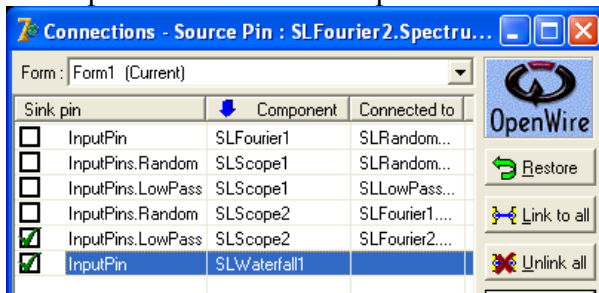 Connections - Source Pin : SLFourier2.Spectru...
Form : Form1 (Current)
OpenWire
Sink pin Component Connected to
InputPin SLFourier1 SLRandom...
InputPins.Random SLScope1 SLRandom...
InputPins.LowPass SLScope1 SLLowPass...
InputPins.Random SLScope2 SLFourier1....
InputPins.LowPass SLScope2 SLFourier2....
InputPin SLWaterfall1
Restore
Link to all
Unlink all